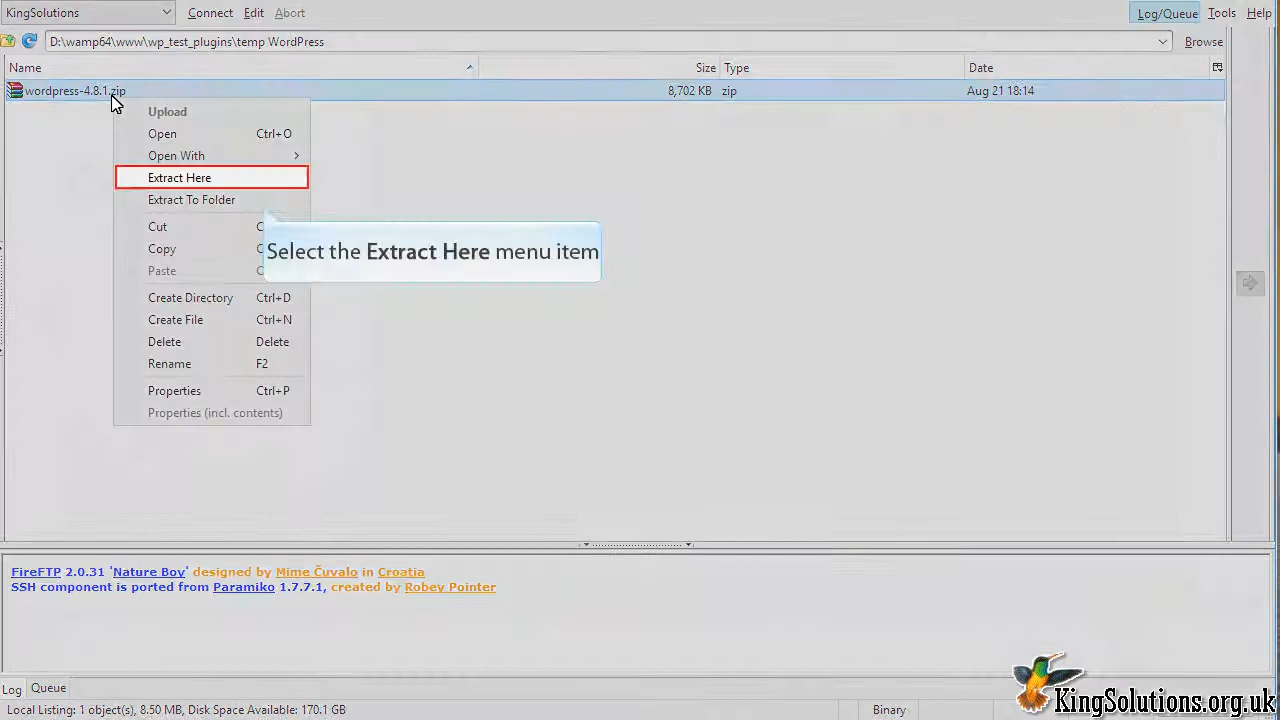 KingSolutions Connect Edit Abort Log/Queue Tools Help
D:\wamp64\www\wp_test_plugins\temp WordPress Browse
Name Size Type Date
wordpress-4.8.1.zip 8,702 KB zip Aug 21 18:14
Upload
Open Ctrl+O
Open With
Extract Here
Extract To Folder
Cut C
Copy C
Paste C
Select the Extract Here menu item
Create Directory Ctrl+D
Create File Ctrl+N
Delete Delete
Rename F2
Properties Ctrl+P
Properties (incl. contents)
FireFTP 2.0.31 'Nature Boy' designed by Mime Čuvalo in Croatia
SSH component is ported from Paramiko 1.7.7.1, created by Robey Pointer
Log Queue
KingSolutions.org.uk
Local Listing: 1 object(s), 8.50 MB, Disk Space Available: 170.1 GB Binary